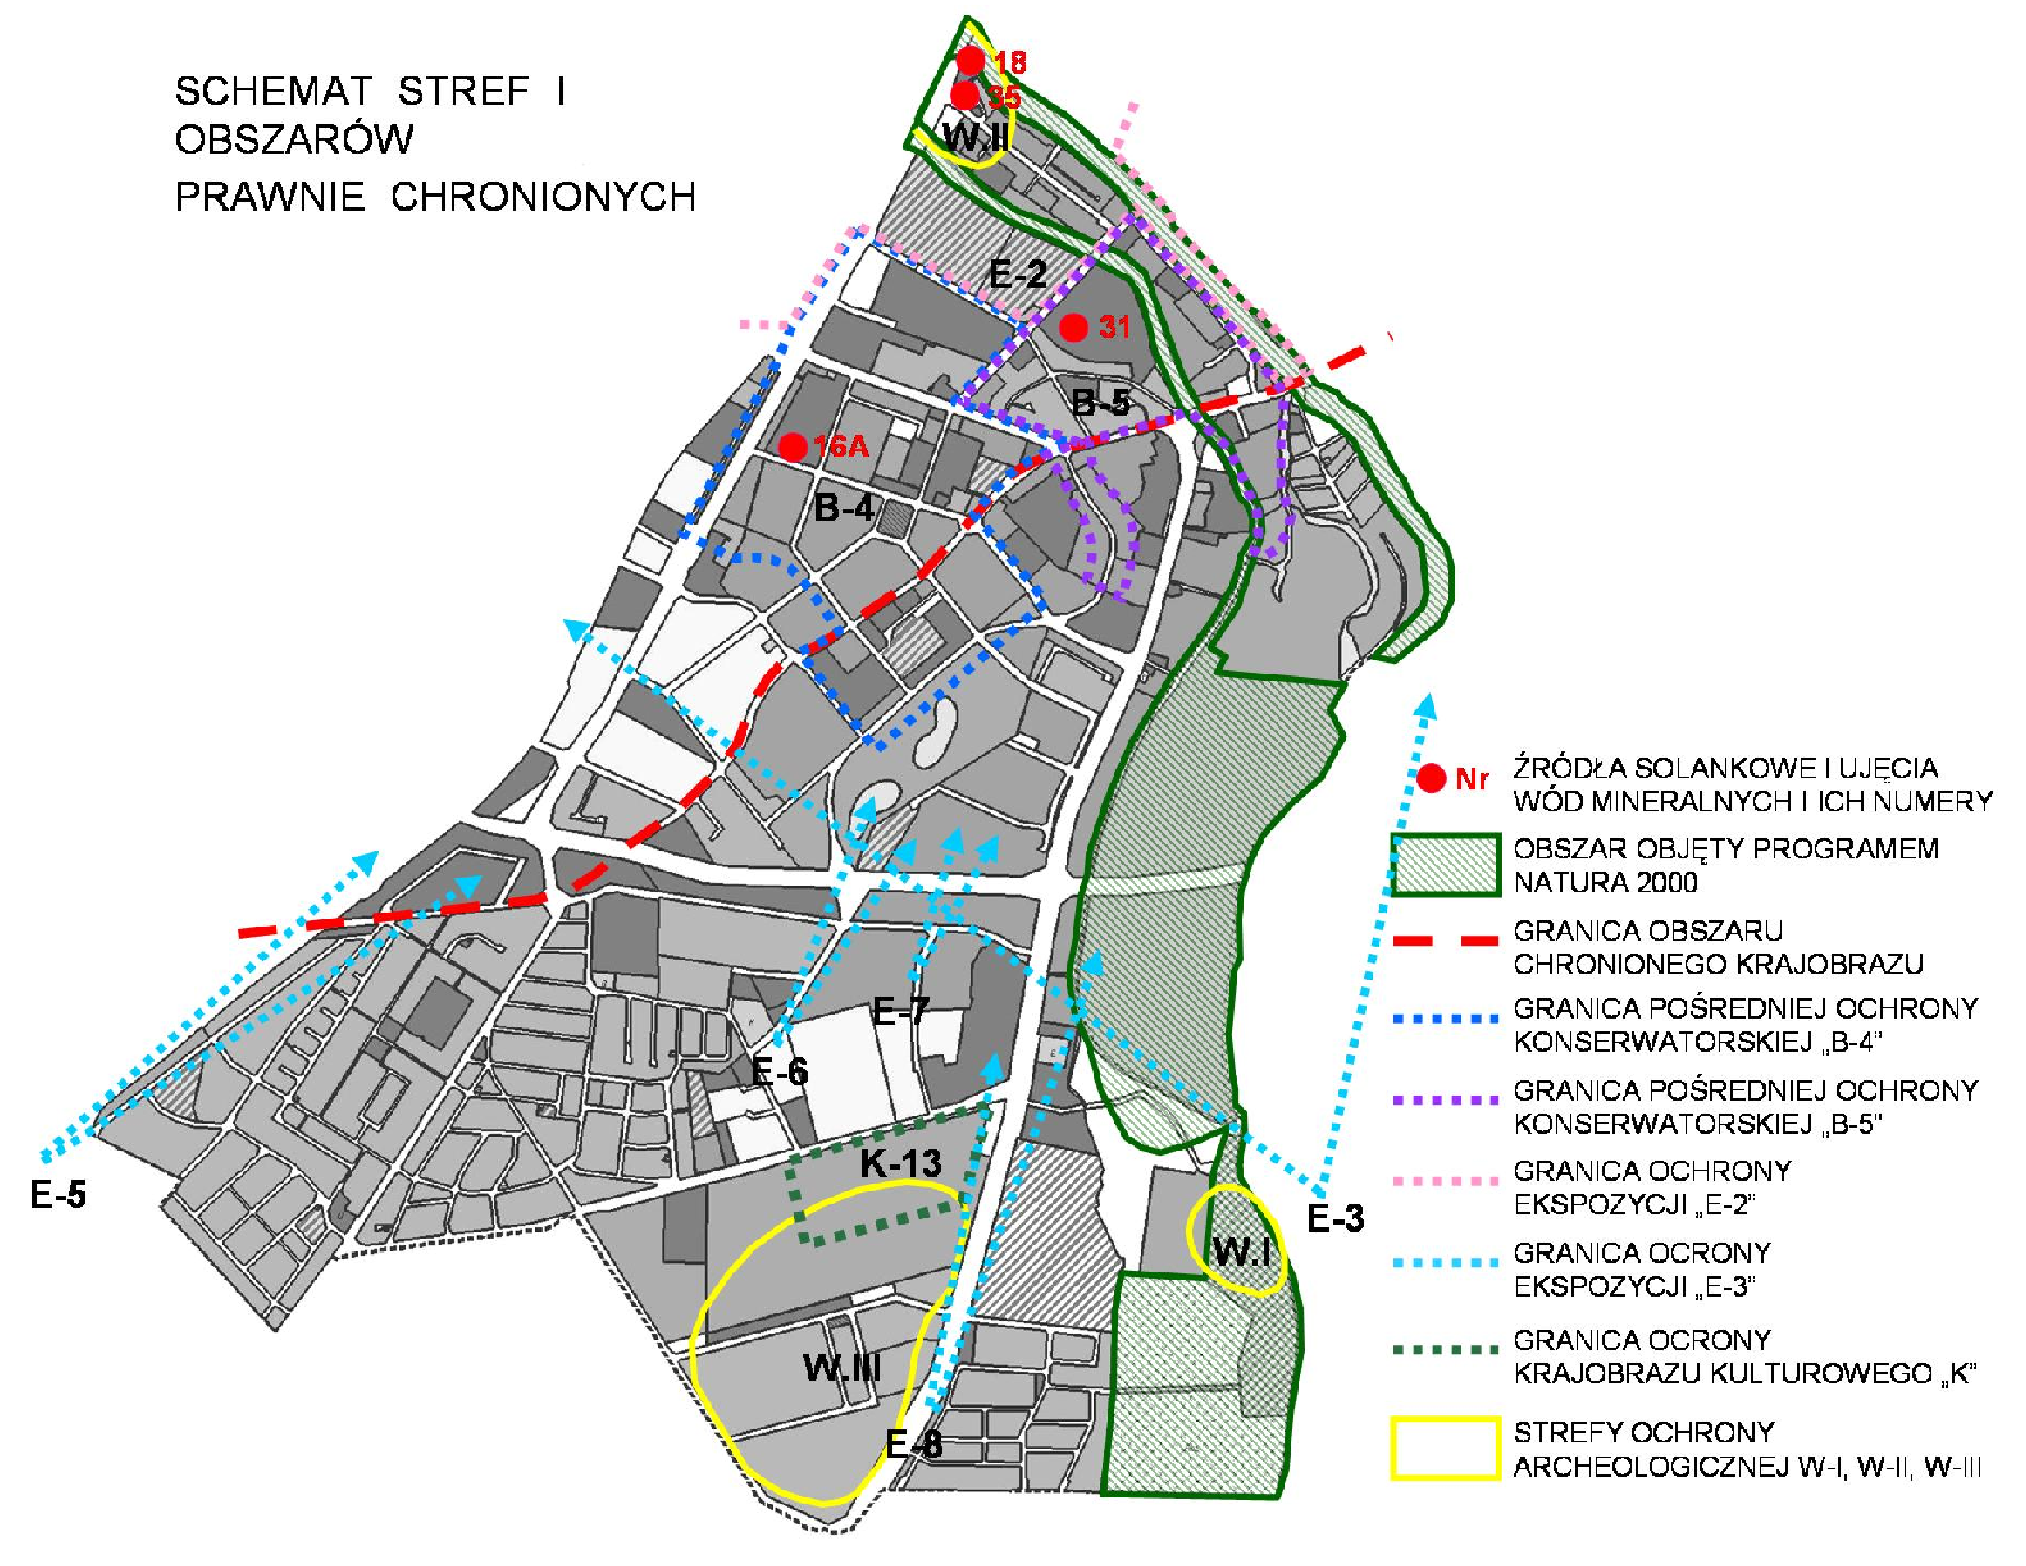 SCHEMAT STREF I
OBSZARÓW
PRAWNIE CHRONIONYCH
18
35
W.II
E-2
31
B-5
16A
B-4
E-7
E-6
K-13
E-5
E-3
W.I
W.III
E-8
Nr
ŹRÓDŁA SOLANKOWE I UJĘCIA
WÓD MINERALNYCH I ICH NUMERY
OBSZAR OBJĘTY PROGRAMEM
NATURA 2000
GRANICA OBSZARU
CHRONIONEGO KRAJOBRAZU
GRANICA POŚREDNIEJ OCHRONY
KONSERWATORSKIEJ „B-4”
GRANICA POŚREDNIEJ OCHRONY
KONSERWATORSKIEJ „B-5”
GRANICA OCHRONY
EKSPOZYCJI „E-2”
GRANICA OCRONY
EKSPOZYCJI „E-3”
GRANICA OCRONY
KRAJOBRAZU KULTUROWEGO „K”
STREFY OCHRONY
ARCHEOLOGICZNEJ W-I, W-II, W-III